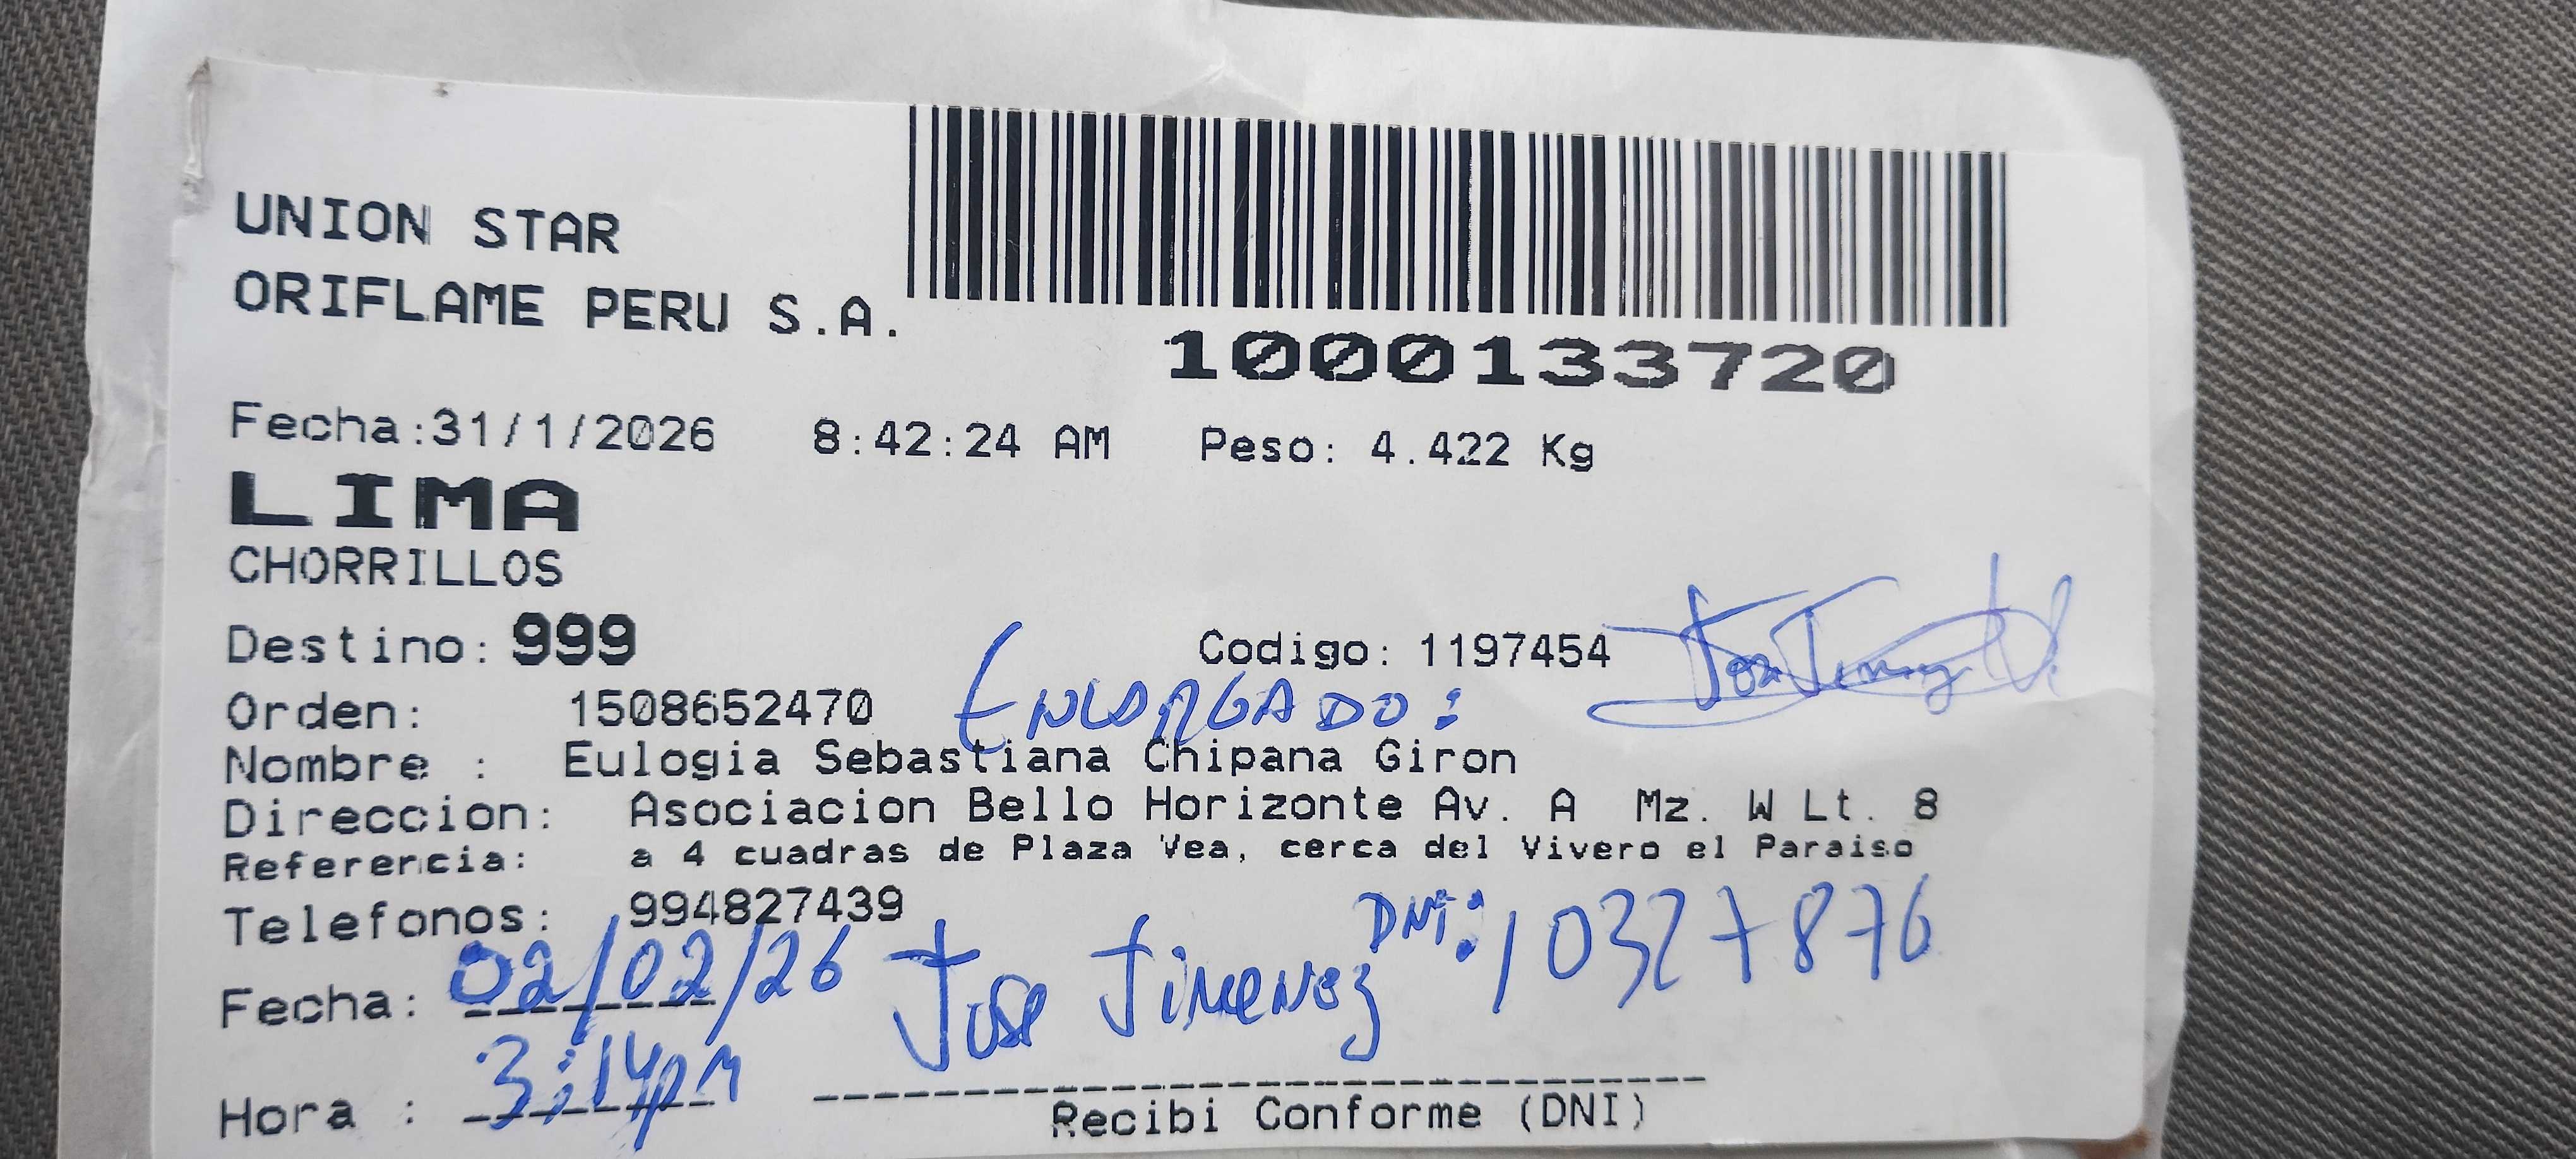 UNION STAR
ORIFLAME PERU S.A.
1000133720
Fecha:31/1/2026 8:42:24 AM Peso: 4.422 Kg
LIMA
CHORRILLOS
Destino: 999 Codigo: 1197454
Orden: 1508652470 ENCARGADO:
Nombre : Eulogia Sebastiana Chipana Giron
Direccion: Asociacion Bello Horizonte Av. A Mz. W Lt. 8
Referencia: a 4 cuadras de Plaza Vea, cerca del Vivero el Paraiso
Telefonos: 994827439
DNI: 10327876
Fecha: 02/02/26 Jose Jimenez
Hora : 3:14pm
Recibi Conforme (DNI)